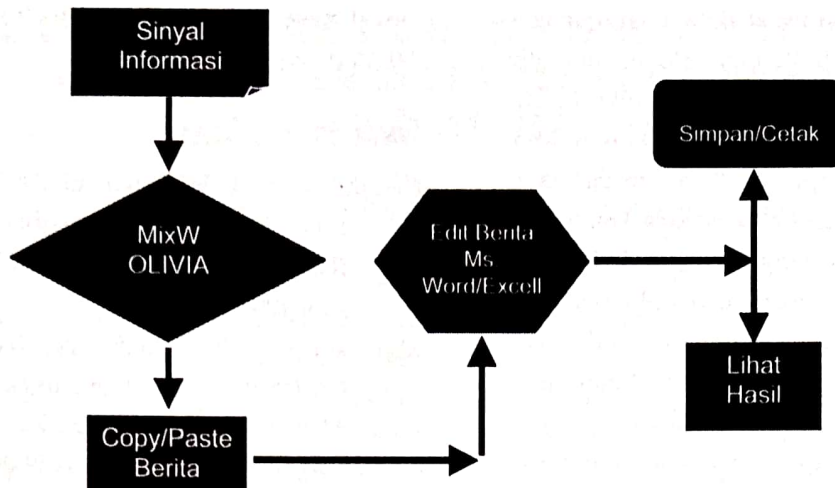 Sinyal
Informasi
MixW
OLIVIA
Copy/Paste
Berita
Edit Berita
Ms
Word/Excell
Simpan/Cetak
Lihat
Hasil